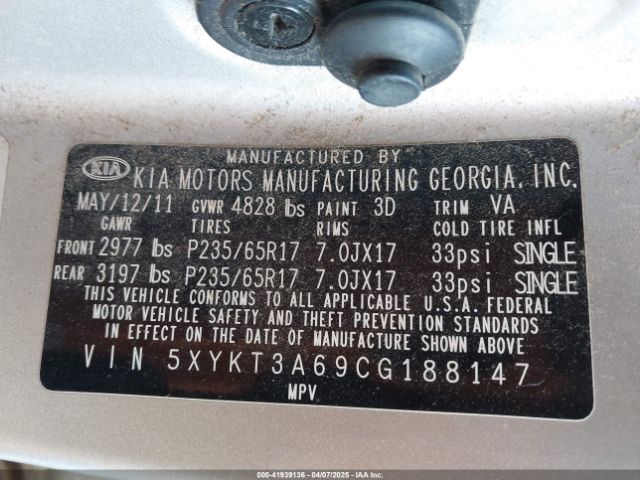 MANUFACTURED BY
KIA KIA MOTORS MANUFACTURING GEORGIA, INC.
MAY/12/11 GVWR 4828 lbs PAINT 3D TRIM VA
GAWR TIRES RIMS COLD TIRE INFL
FRONT 2977 lbs P235/65R17 7.0JX17 33psi SINGLE
REAR 3197 lbs P235/65R17 7.0JX17 33psi SINGLE
THIS VEHICLE CONFORMS TO ALL APPLICABLE U.S.A. FEDERAL
MOTOR VEHICLE SAFETY AND THEFT PREVENTION STANDARDS
IN EFFECT ON THE DATE OF MANUFACTURE SHOWN ABOVE
VIN 5XYKT3A69CG188147
MPV
000-41939136 - 04/07/2025 - COPYRIGHT IAA, LLC.